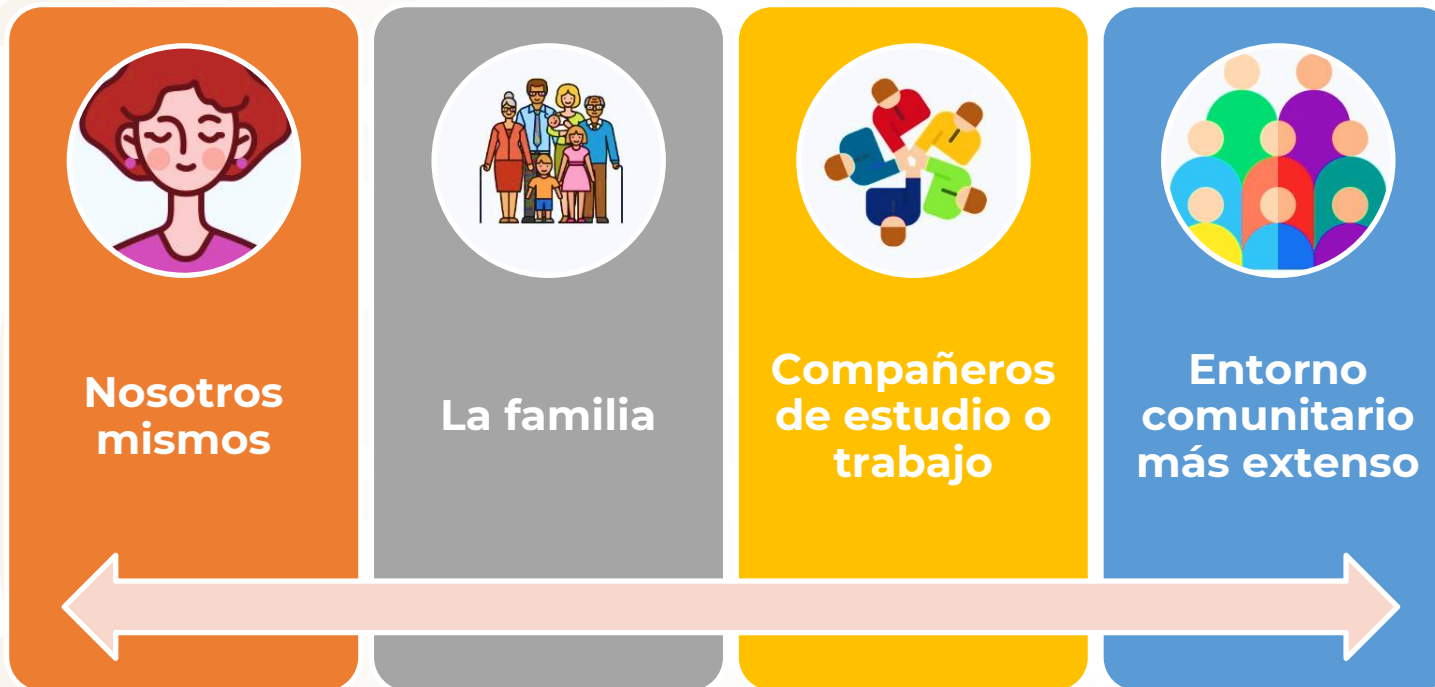 Nosotros
mismos
La familia
Compañeros
de estudio o
trabajo
Entorno
comunitario
más extenso